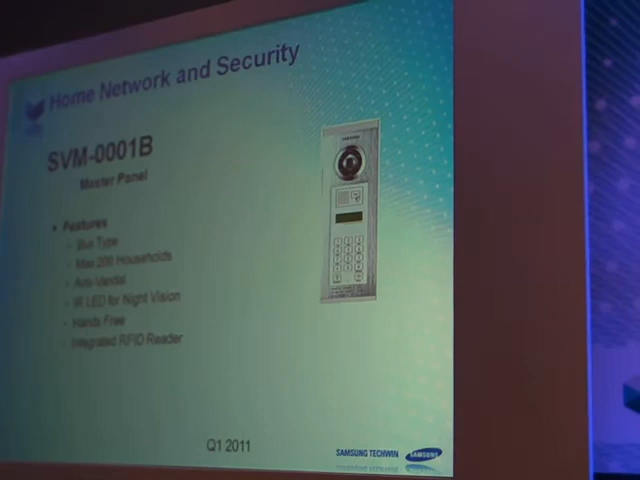 Home Network and Security
SVM-0001B
Master Panel
• Features
- Bus Type
- Max 200 Households
- Anti-Vandal
- IR LED for Night Vision
- Hands Free
- Integrated RFID Reader
Q1 2011
SAMSUNG TECHWIN
SAMSUNG